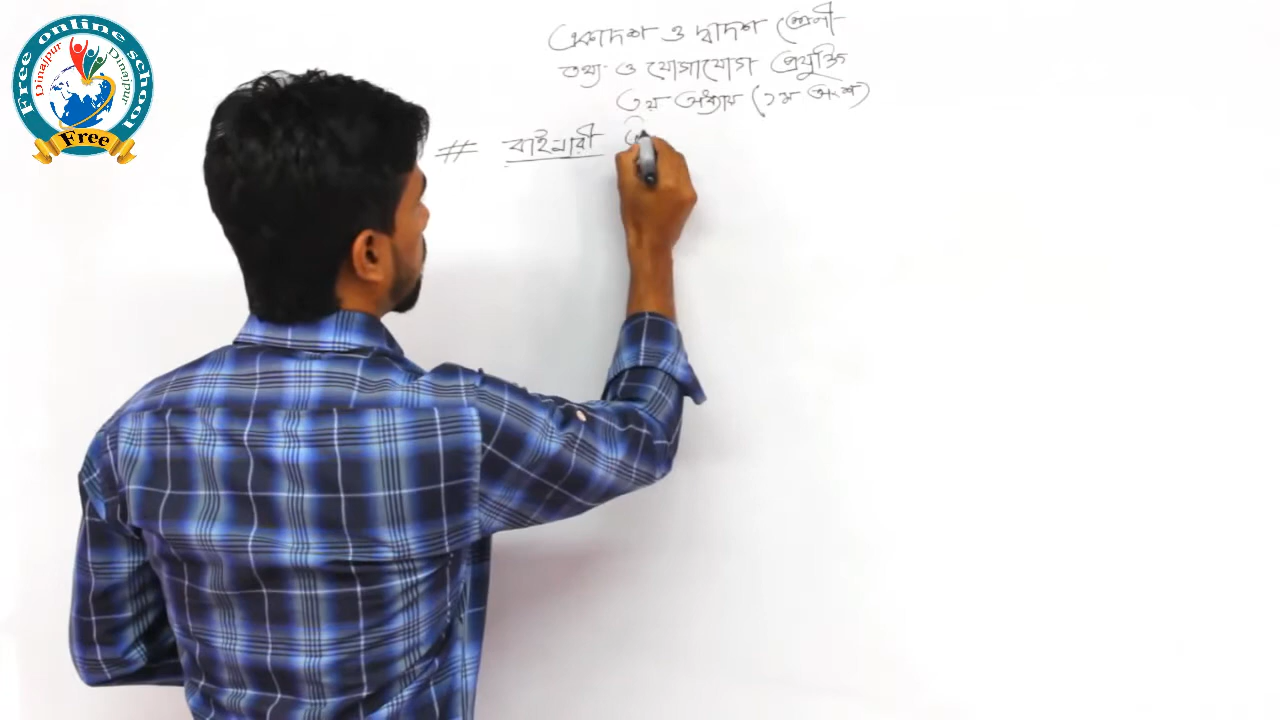 Free online school
Dinajpur
Dinajpur
Free
একাদশ ও দ্বাদশ শ্রেণী
তথ্য ও যোগাযোগ প্রযুক্তি
৩য় অধ্যায় (১ম অংশ)
# বাইনারী